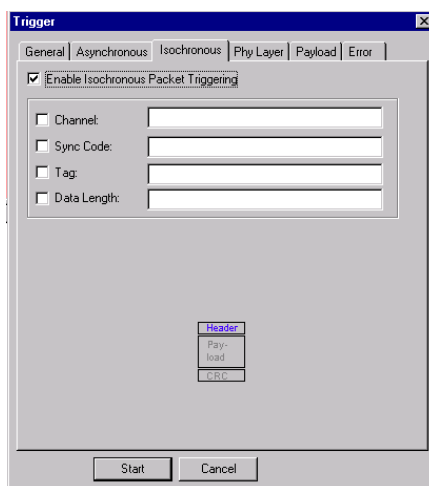 Trigger
General Asynchronous Isochronous Phy Layer Payload Error
Enable Isochronous Packet Triggering
Channel:
Sync Code:
Tag:
Data Length:
Header
Pay-
load
CRC
Start Cancel